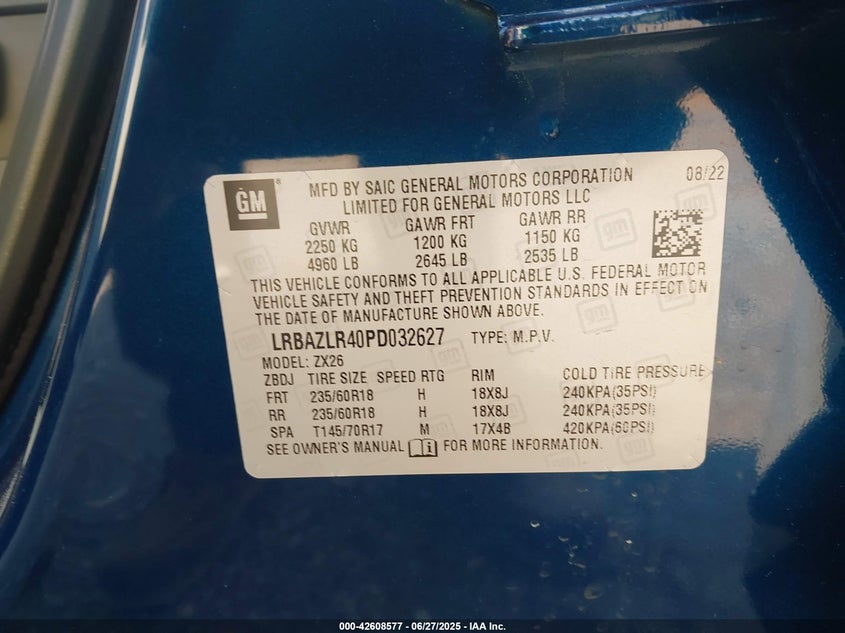 GM
MFD BY SAIC GENERAL MOTORS CORPORATION 08/22
LIMITED FOR GENERAL MOTORS LLC
GVWR GAWR FRT GAWR RR
2250 KG 1200 KG 1150 KG
4960 LB 2645 LB 2535 LB
THIS VEHICLE CONFORMS TO ALL APPLICABLE U.S. FEDERAL MOTOR
VEHICLE SAFETY AND THEFT PREVENTION STANDARDS IN EFFECT ON
THE DATE OF MANUFACTURE SHOWN ABOVE.
LRBAZLR40PD032627 TYPE: M.P.V.
MODEL: ZX26
ZBDJ TIRE SIZE SPEED RTG RIM COLD TIRE PRESSURE
FRT 235/60R18 H 18X8J 240KPA(35PSI)
RR 235/60R18 H 18X8J 240KPA(35PSI)
SPA T145/70R17 M 17X4B 420KPA(60PSI)
SEE OWNER'S MANUAL FOR MORE INFORMATION.
000-42608577 - 06/27/2025 - IAA Inc.